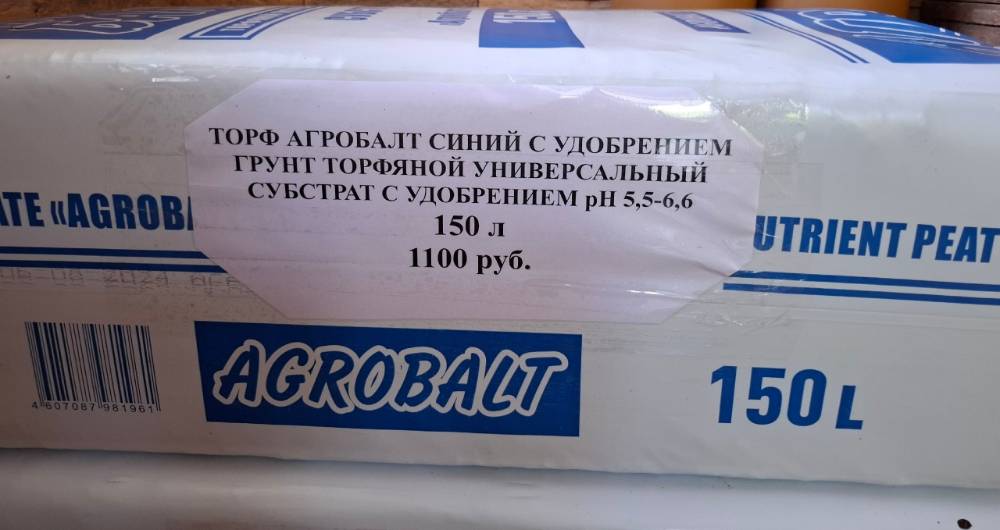 ТОРФ АГРОБАЛТ СИНИЙ С УДОБРЕНИЕМ
ГРУНТ ТОРФЯНОЙ УНИВЕРСАЛЬНЫЙ
СУБСТРАТ С УДОБРЕНИЕМ pH 5,5-6,6
150 л
1100 руб.
ATE «AGROB
UTRIENT PEAT
AGROBALT
150 L
4 607087 981961